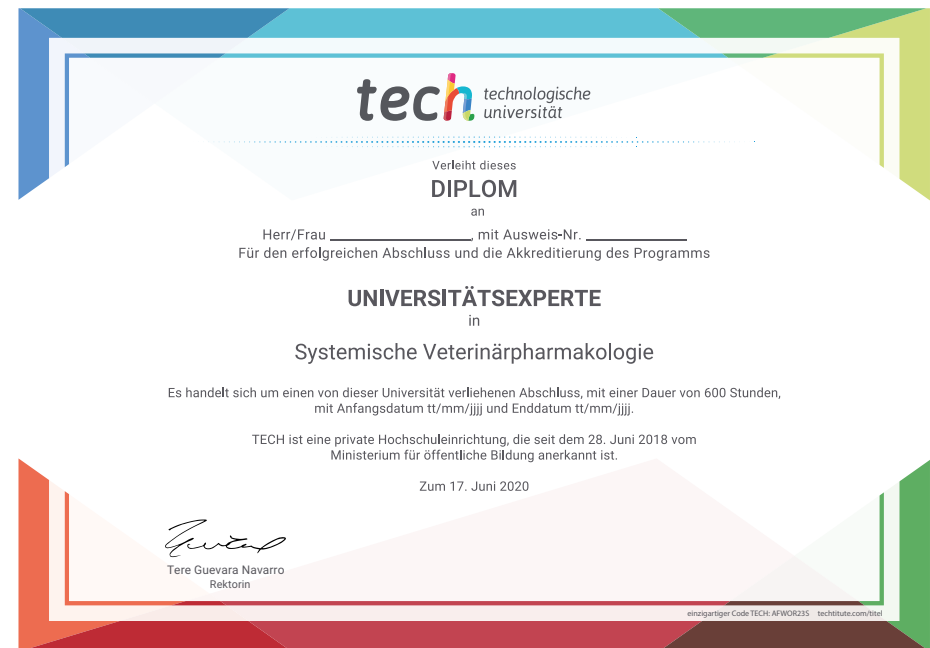 tech technologische
universität
Verleiht dieses
DIPLOM
an
Herr/Frau ____________________, mit Ausweis-Nr. ______________
Für den erfolgreichen Abschluss und die Akkreditierung des Programms
UNIVERSITÄTSEXPERTE
in
Systemische Veterinärpharmakologie
Es handelt sich um einen von dieser Universität verliehenen Abschluss, mit einer Dauer von 600 Stunden,
mit Anfangsdatum tt/mm/jjjj und Enddatum tt/mm/jjjj.
TECH ist eine private Hochschuleinrichtung, die seit dem 28. Juni 2018 vom
Ministerium für öffentliche Bildung anerkannt ist.
Zum 17. Juni 2020
Tere Guevara Navarro
Rektorin
einzigartiger Code TECH: AFWOR23S techtitute.com/titel